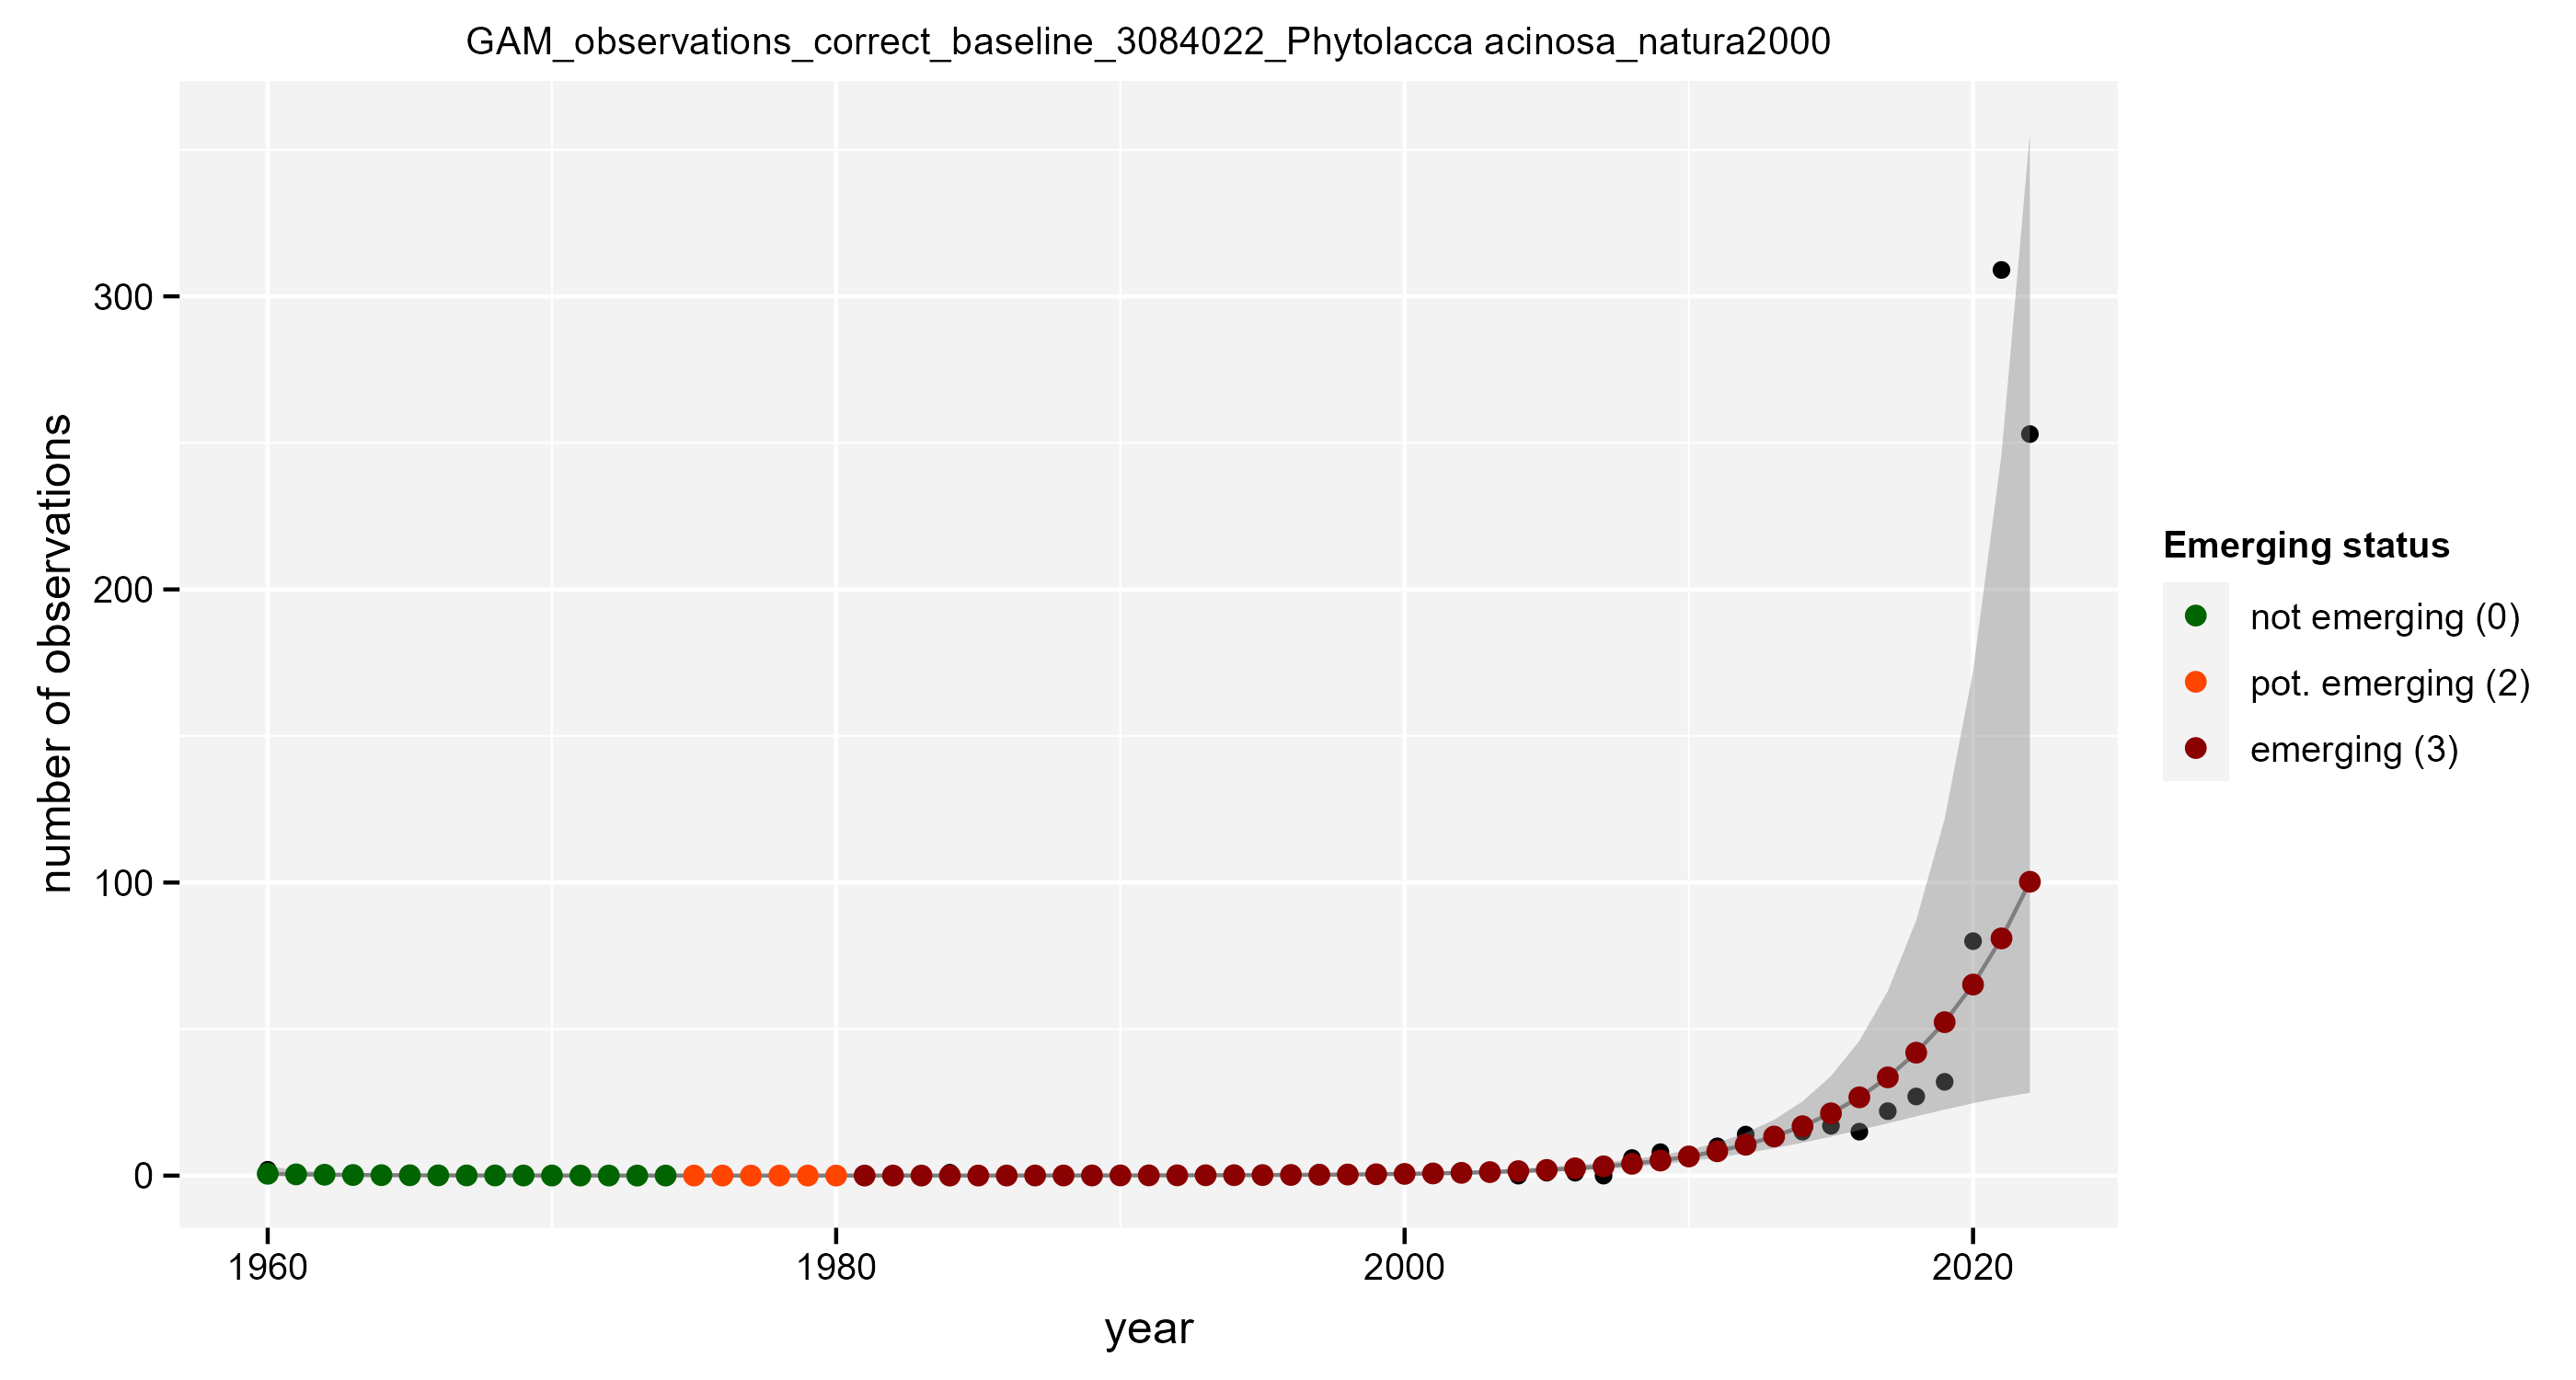 GAM_observations_correct_baseline_3084022_Phytolacca acinosa_natura2000
number of observations
300
200
100
0
1960
1980
2000
2020
year
Emerging status
not emerging (0)
pot. emerging (2)
emerging (3)